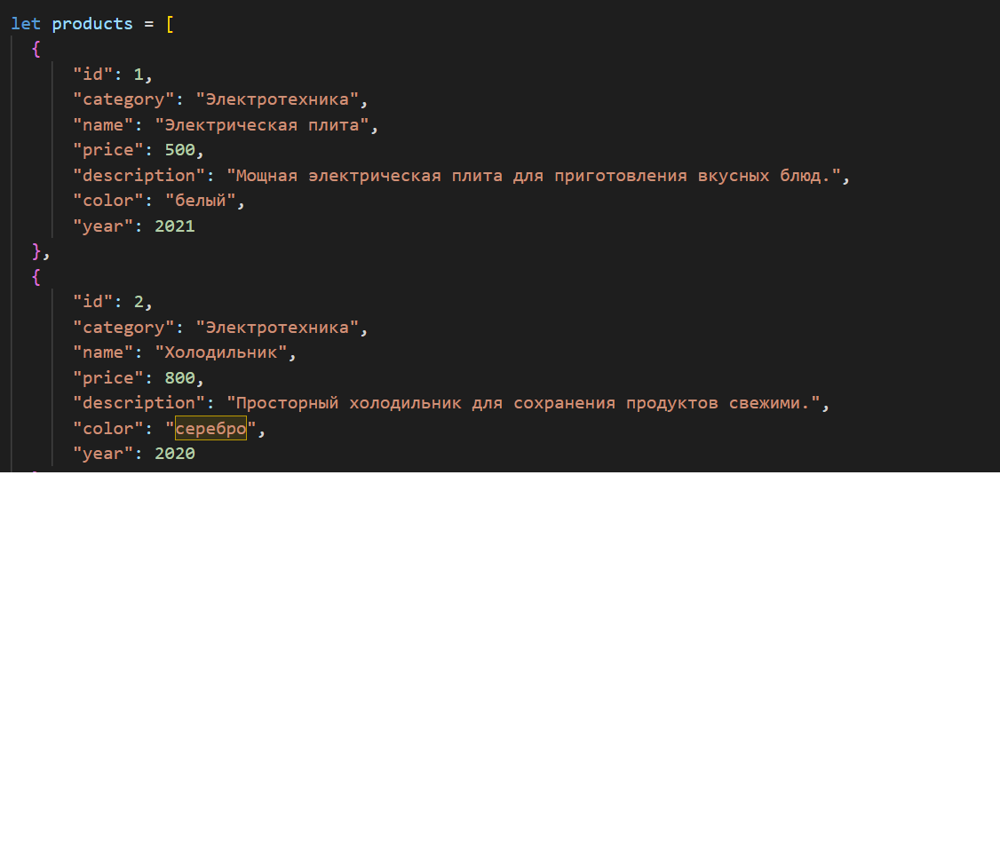 let products = [
{
"id": 1,
"category": "Электротехника",
"name": "Электрическая плита",
"price": 500,
"description": "Мощная электрическая плита для приготовления вкусных блюд.",
"color": "белый",
"year": 2021
},
{
"id": 2,
"category": "Электротехника",
"name": "Холодильник",
"price": 800,
"description": "Просторный холодильник для сохранения продуктов свежими.",
"color": "серебро",
"year": 2020